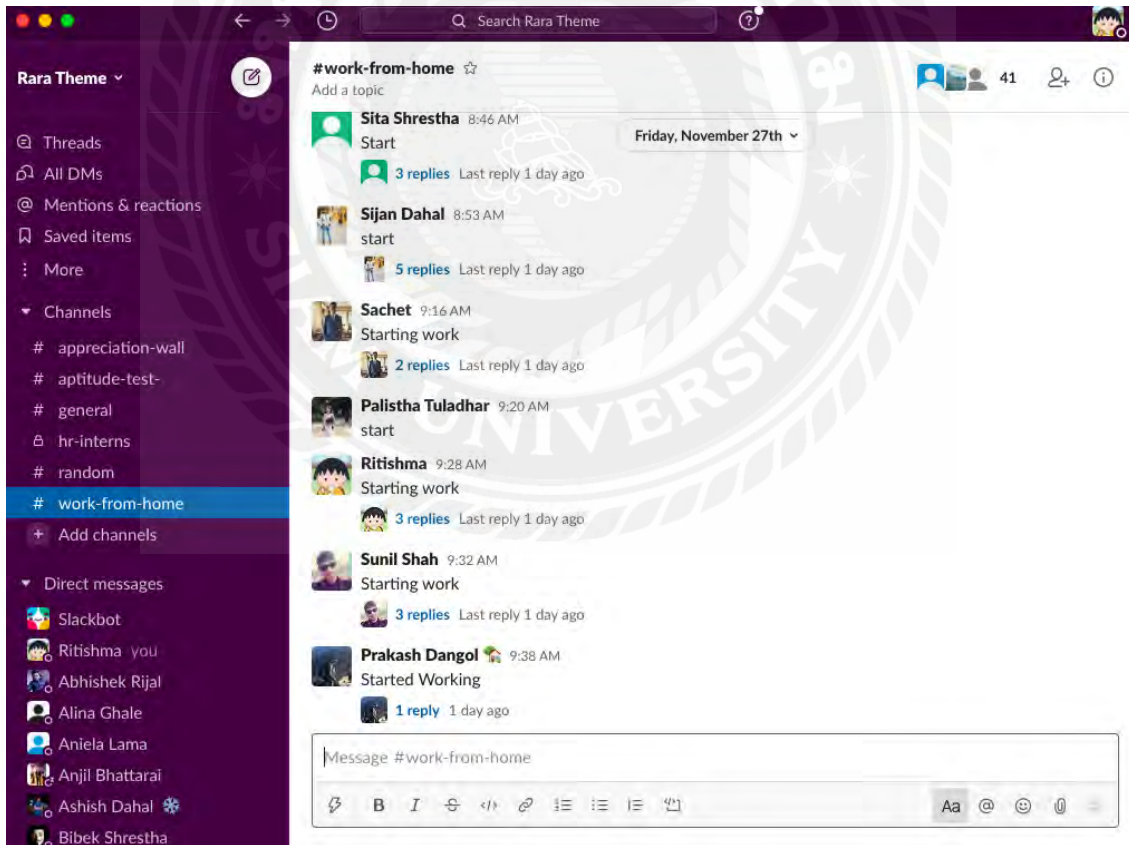 Search Rara Theme
Rara Theme
Threads
All DMs
Mentions & reactions
Saved items
More
Channels
# appreciation-wall
# aptitude-test-
# general
hr-interns
# random
# work-from-home
+ Add channels
Direct messages
Slackbot
Ritishma you
Abhishek Rijal
Alina Ghale
Aniela Lama
Anjil Bhattarai
Ashish Dahal
Bibek Shrestha
#work-from-home
Add a topic
41
Friday, November 27th
Sita Shrestha 8:46 AM
Start
3 replies Last reply 1 day ago
Sijan Dahal 8:53 AM
start
5 replies Last reply 1 day ago
Sachet 9:16 AM
Starting work
2 replies Last reply 1 day ago
Palistha Tuladhar 9:20 AM
start
Ritishma 9:28 AM
Starting work
3 replies Last reply 1 day ago
Sunil Shah 9:32 AM
Starting work
3 replies Last reply 1 day ago
Prakash Dangol 9:38 AM
Started Working
1 reply 1 day ago
Message #work-from-home
B I S </> Aa @
SIAM UNIVERSITY